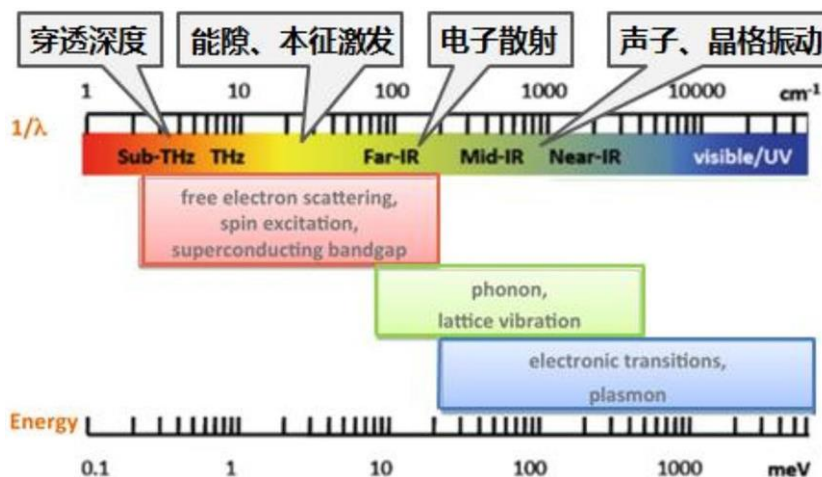 穿透深度
能隙、本征激发
电子散射
声子、晶格振动
1 10 100 1000 10000 cm-1
1/λ
Sub-THz THz Far-IR Mid-IR Near-IR visible/UV
free electron scattering,
spin excitation,
superconducting bandgap
phonon,
lattice vibration
electronic transitions,
plasmon
Energy
0.1 1 10 100 1000 meV